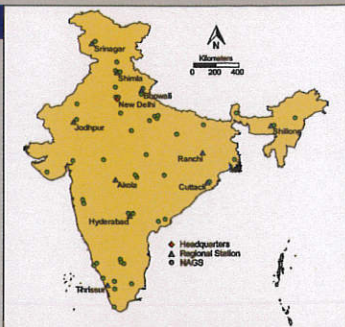 N
Kilometers
0 200 400
Srinagar
Shimla
Bhowali
New Delhi
Jodhpur
Shillong
Ranchi
Akola
Cuttack
Hyderabad
Headquarters
Regional Station
NAGS
Thrissur